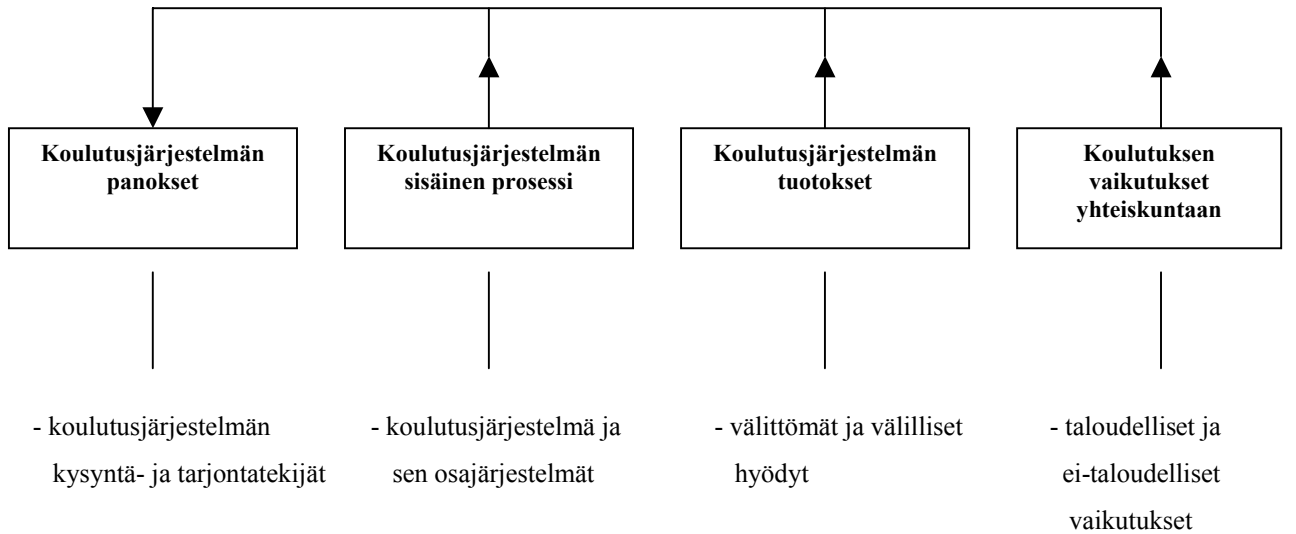 Koulutusjärjestelmän
panokset
Koulutusjärjestelmän
sisäinen prosessi
Koulutusjärjestelmän
tuotokset
Koulutuksen
vaikutukset
yhteiskuntaan
- koulutusjärjestelmän
kysyntä- ja tarjontatekijät
- koulutusjärjestelmä ja
sen osajärjestelmät
- välittömät ja välilliset
hyödyt
- taloudelliset ja
ei-taloudelliset
vaikutukset